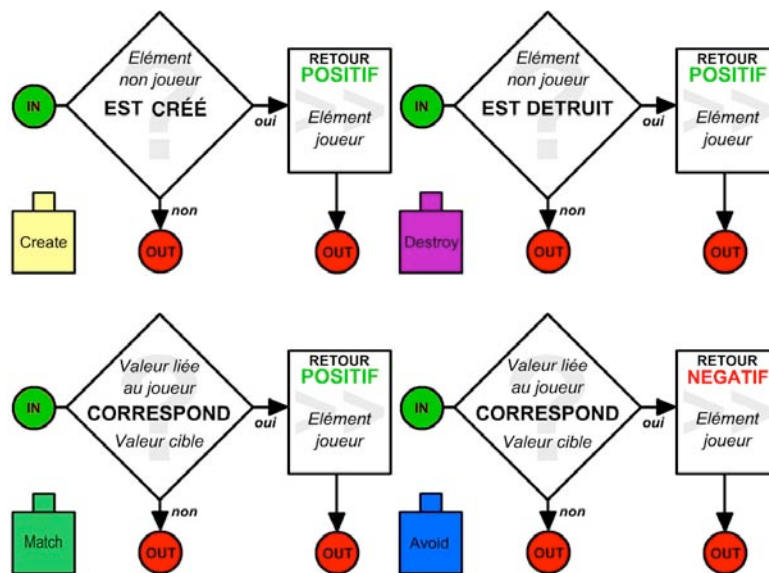 Elément
non joueur
IN
EST CRÉÉ
oui
RETOUR
POSITIF
Elément
joueur
non
Create
OUT
OUT
Elément
non joueur
IN
EST DETRUIT
oui
RETOUR
POSITIF
Elément
joueur
non
Destroy
OUT
OUT
Valeur liée
au joueur
IN
CORRESPOND
Valeur cible
oui
RETOUR
POSITIF
Elément
joueur
non
Match
OUT
OUT
Valeur liée
au joueur
IN
CORRESPOND
Valeur cible
oui
RETOUR
NEGATIF
Elément
joueur
non
Avoid
OUT
OUT